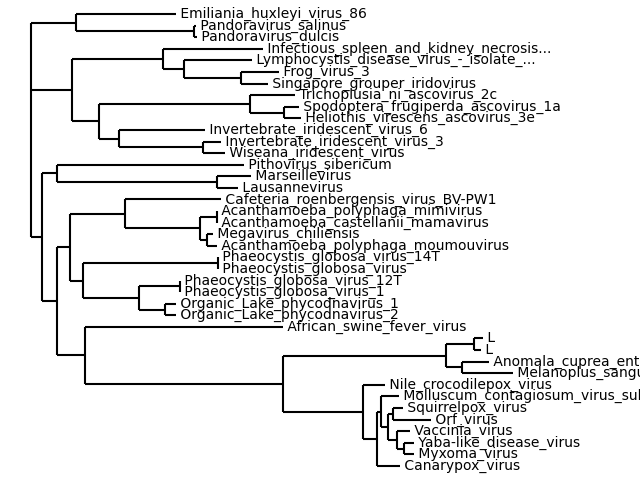 Emiliania_huxleyi_virus_86
Pandoravirus_salinus
Pandoravirus_dulcis
Infectious_spleen_and_kidney_necrosis...
Lymphocystis_disease_virus_-_isolate_...
Frog_virus_3
Singapore_grouper_iridovirus
Trichoplusia_ni_ascovirus_2c
Spodoptera_frugiperda_ascovirus_1a
Heliothis_virescens_ascovirus_3e
Invertebrate_iridescent_virus_6
Invertebrate_iridescent_virus_3
Wiseana_iridescent_virus
Pithovirus_sibericum
Marseillevirus
Lausannevirus
Cafeteria_roenbergensis_virus_BV-PW1
Acanthamoeba_polyphaga_mimivirus
Acanthamoeba_castellanii_mamavirus
Megavirus_chiliensis
Acanthamoeba_polyphaga_moumouvirus
Phaeocystis_globosa_virus_14T
Phaeocystis_globosa_virus
Phaeocystis_globosa_virus_12T
Phaeocystis_globosa_virus_1
Organic_Lake_phycodnavirus_1
Organic_Lake_phycodnavirus_2
African_swine_fever_virus
L
L
Anomala_cuprea_ent
Melanoplus_sangu
Nile_crocodilepox_virus
Molluscum_contagiosum_virus_sul
Squirrelpox_virus
Orf_virus
Vaccinia_virus
Yaba-like_disease_virus
Myxoma_virus
Canarypox_virus